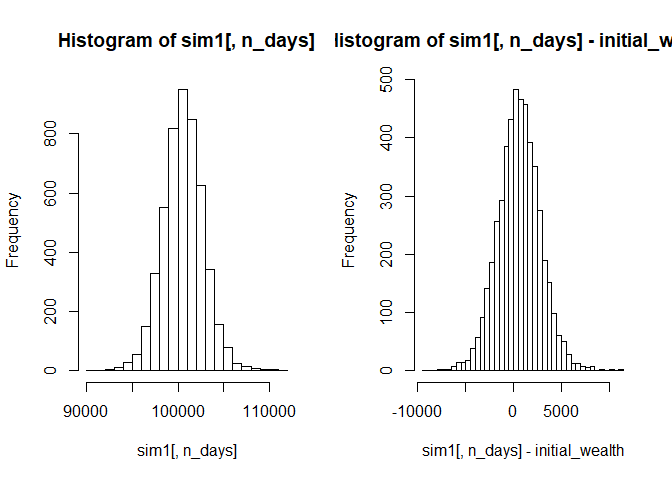 Histogram of sim1[, n_days]
listogram of sim1[, n_days] - initial_we
Frequency
0 200 400 600 800
90000 100000 110000
sim1[, n_days]
Frequency
0 100 200 300 400 500
-10000 0 5000
sim1[, n_days] - initial_wealth